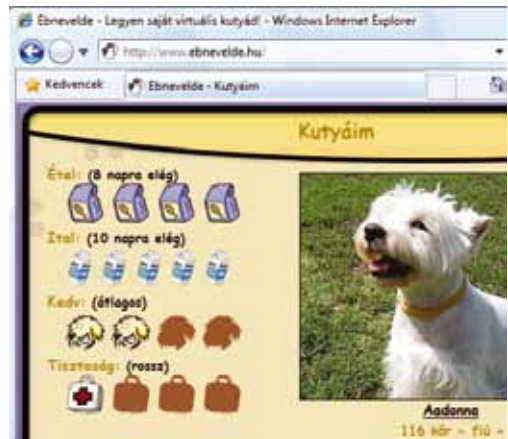 Ebnevelde - Legyen saját virtuális kutyád! - Windows Internet Explorer
http://www.ebnevelde.hu/
Kedvencek
Ebnevelde - Kutyáim
Kutyáim
Étel: (8 napra elég)
Ital: (10 napra elég)
Kedv: (átlagos)
Tisztaság: (rossz)
Aadonna
116 kör - fiú -